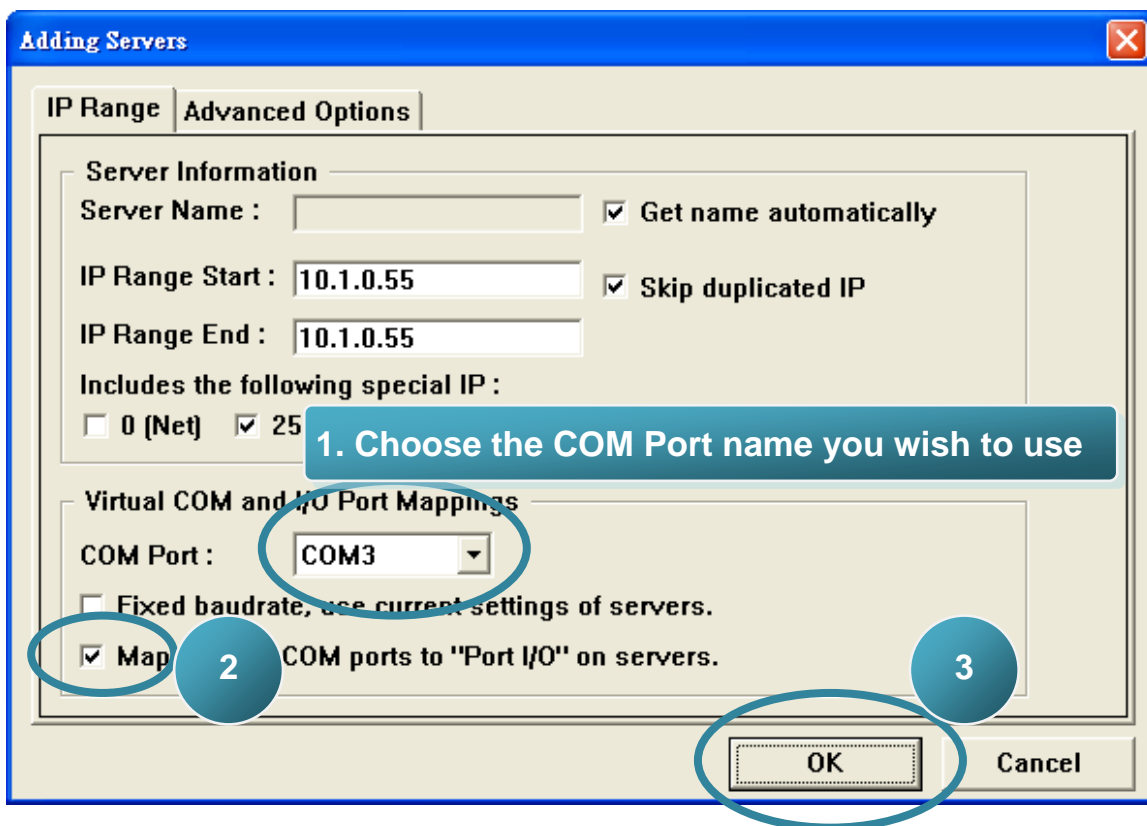 Adding Servers
IP Range Advanced Options
Server Information
Server Name : Get name automatically
IP Range Start : 10.1.0.55 Skip duplicated IP
IP Range End : 10.1.0.55
Includes the following special IP :
0 (Net) 25
1. Choose the COM Port name you wish to use
Virtual COM and I/O Port Mappings
COM Port : COM3
Fixed baudrate, use current settings of servers.
Map 2 COM ports to "Port I/O" on servers.
3
OK Cancel